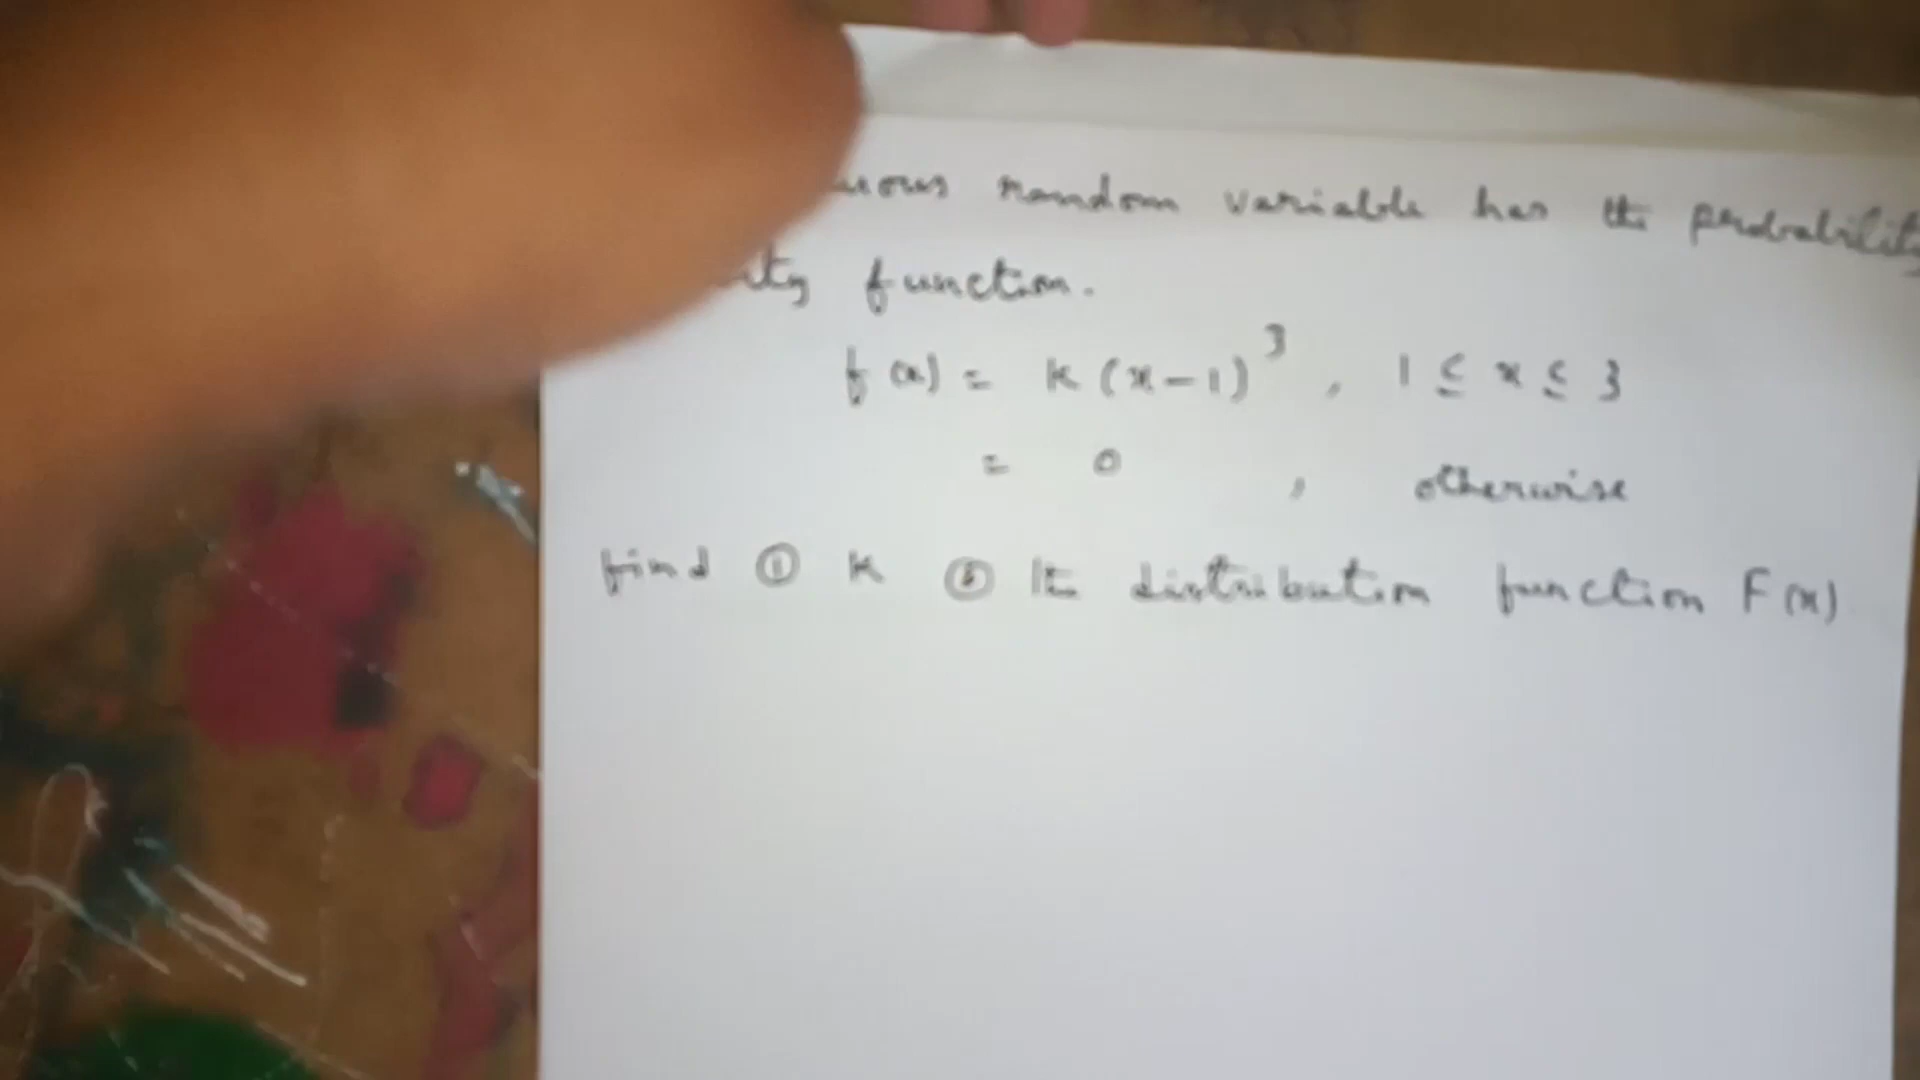 random variable has the probability
function.
f(x) = k(x-1)³, 1 ≤ x ≤ 3
= 0, otherwise
find ① k ② the distribution function F(x)